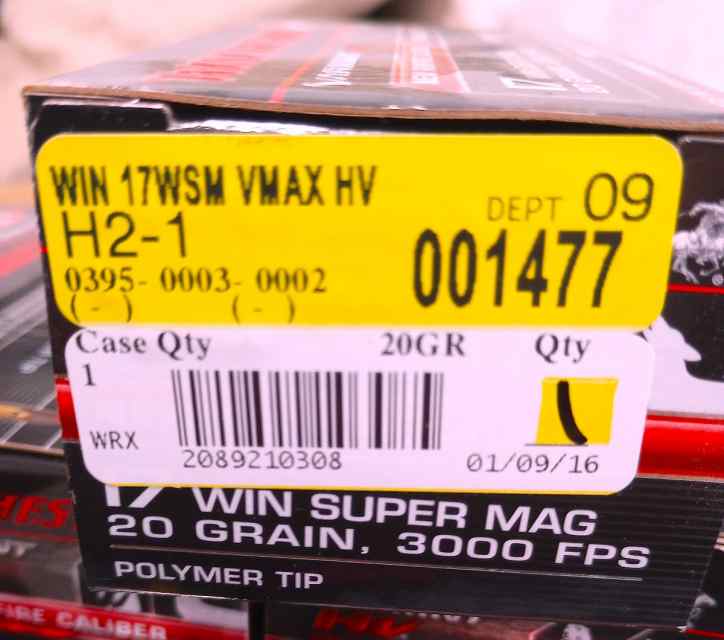 WIN 17WSM VMAX HV
DEPT 09
H2-1
001477
0395- 0003- 0002
( - ) ( - )
Case Qty 20GR Qty
1
WRX
2089210308
01/09/16
17 WIN SUPER MAG
20 GRAIN, 3000 FPS
POLYMER TIP
FIRE CALIBER